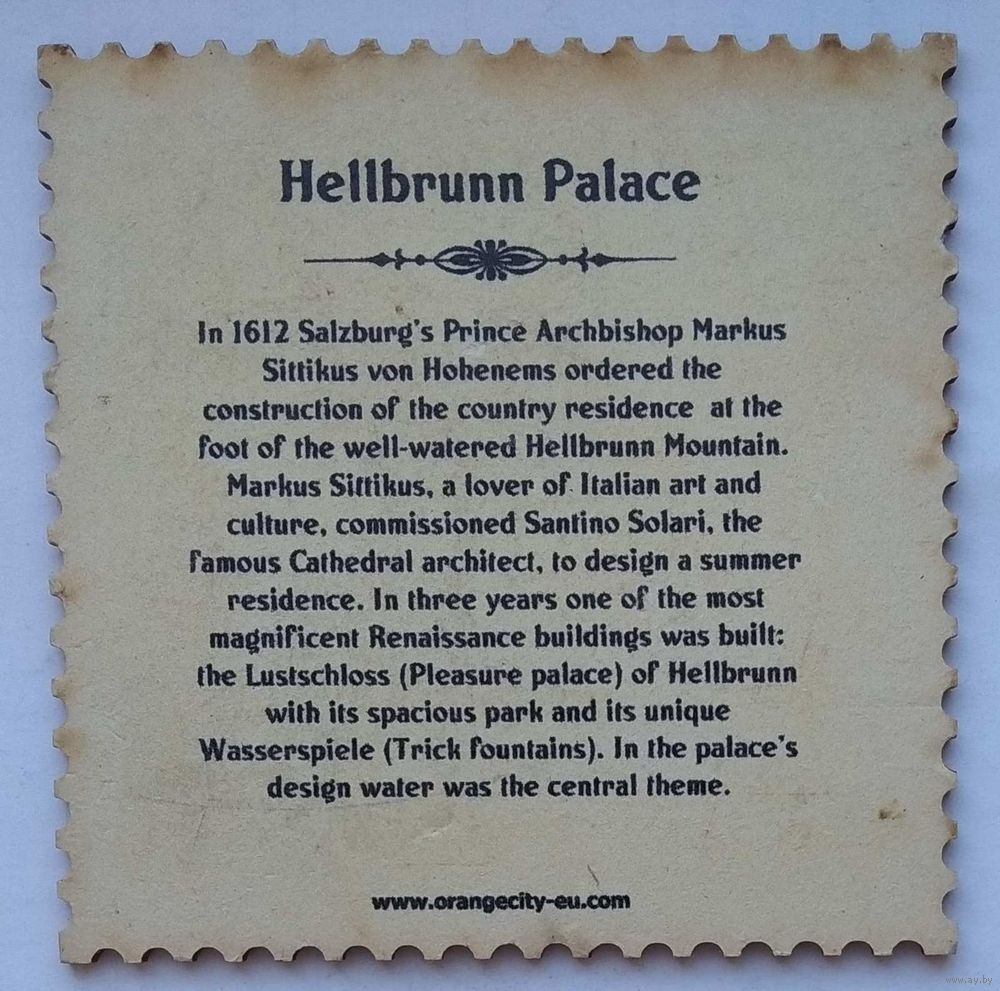 Hellbrunn Palace
In 1612 Salzburg's Prince Archbishop Markus
Sittikus von Hohenems ordered the
construction of the country residence at the
foot of the well-watered Hellbrunn Mountain.
Markus Sittikus, a lover of Italian art and
culture, commissioned Santino Solari, the
famous Cathedral architect, to design a summer
residence. In three years one of the most
magnificent Renaissance buildings was built:
the Lustschloss (Pleasure palace) of Hellbrunn
with its spacious park and its unique
Wasserspiele (Trick fountains). In the palace's
design water was the central theme.
www.orangecity-eu.com
www.ay.by